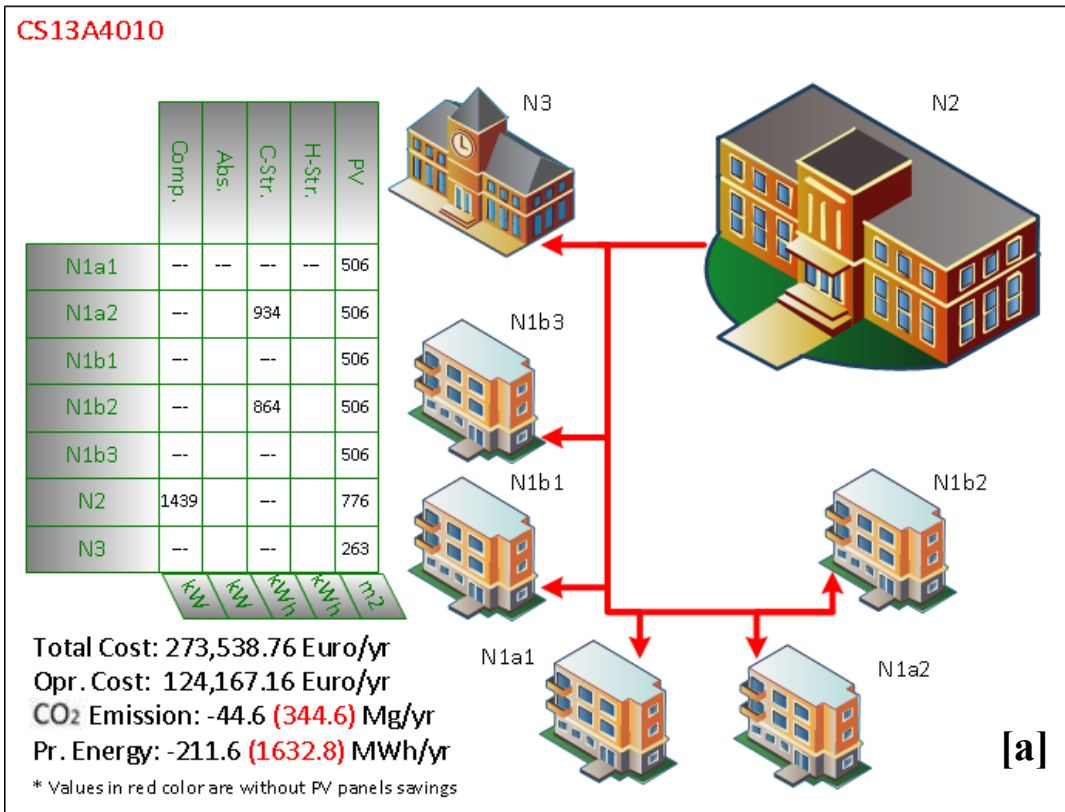 CS13A4010
N3
N2
Comp. Abs. C-Str. H-Str. PV
N1a1 --- --- --- --- 506
N1a2 --- 934 506
N1b1 --- --- 506
N1b2 --- 864 506
N1b3 --- --- 506
N2 1439 --- 776
N3 --- --- 263
kW kW kWh kWh m2
N1b3
N1b1
N1b2
N1a1
N1a2
Total Cost: 273,538.76 Euro/yr
Opr. Cost: 124,167.16 Euro/yr
CO2 Emission: -44.6 (344.6) Mg/yr
Pr. Energy: -211.6 (1632.8) MWh/yr
* Values in red color are without PV panels savings
[a]